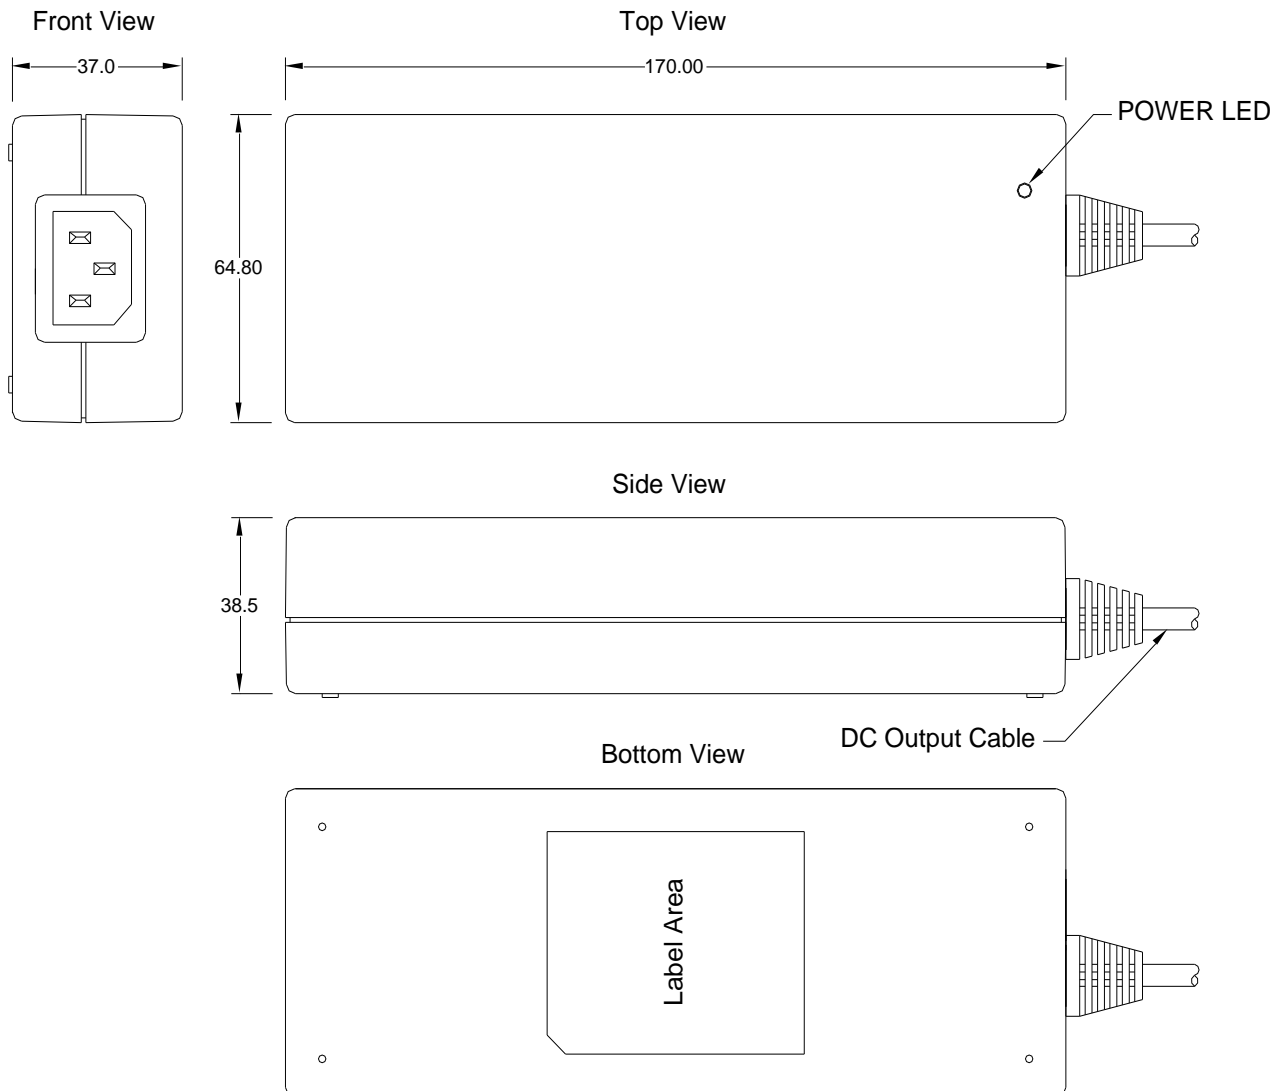 Front View
Top View
37.0
170.00
POWER LED
64.80
Side View
38.5
DC Output Cable
Bottom View
Label Area